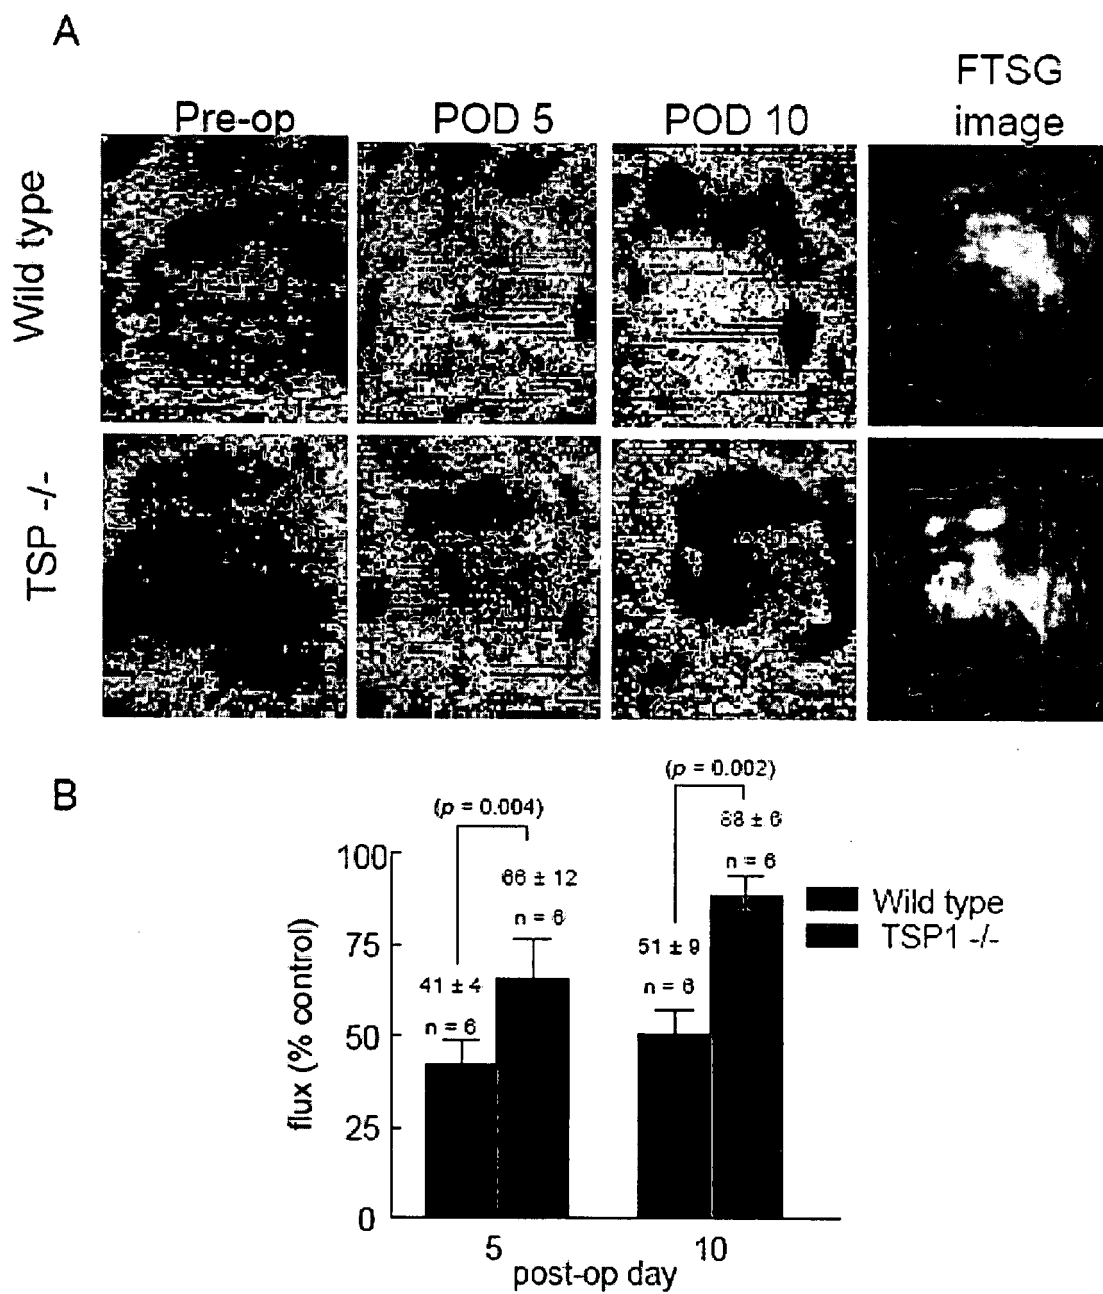 A
Pre-op
POD 5
POD 10
FTSG
image
Wild type
TSP -/-
B
(p = 0.004)
(p = 0.002)
41 ± 4
n = 6
66 ± 12
n = 6
51 ± 9
n = 6
88 ± 6
n = 6
Wild type
TSP1 -/-
flux (% control)
100
75
50
25
0
5
10
post-op day